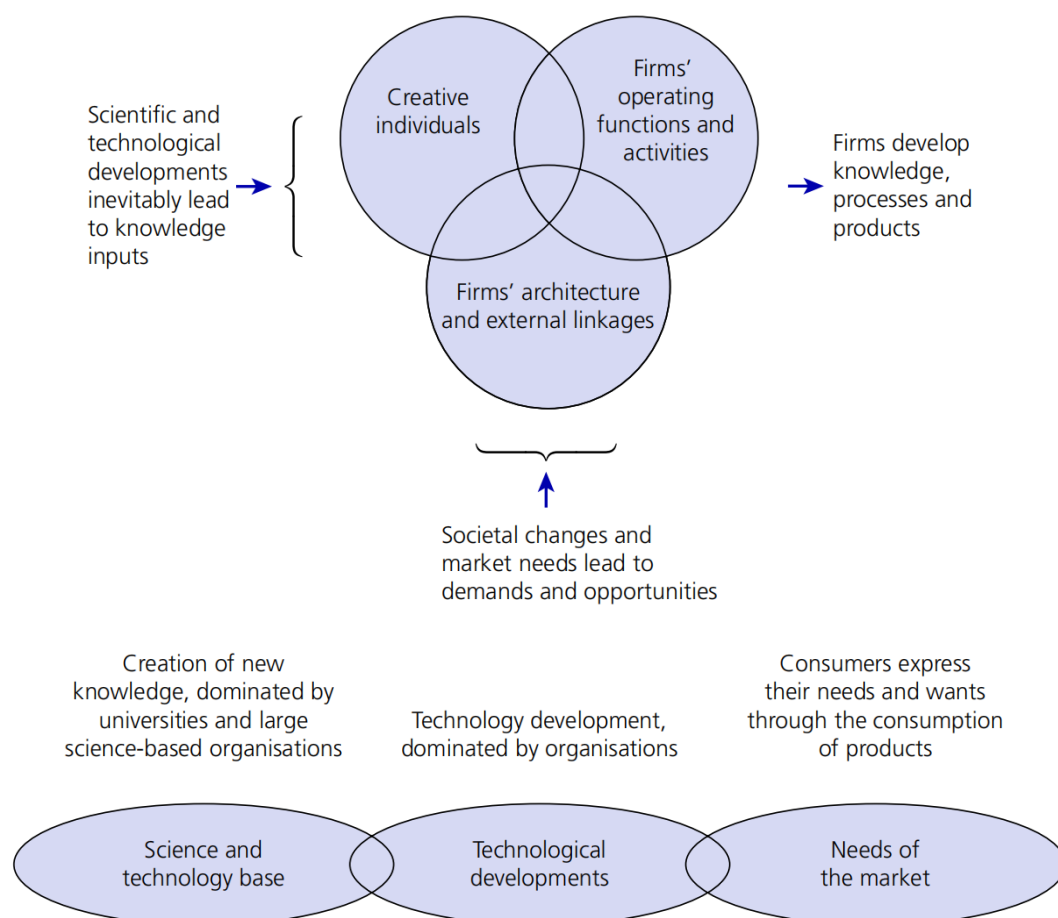 Creative
individuals
Firms'
operating
functions and
activities
Scientific and
technological
developments
inevitably lead
to knowledge
inputs
Firms develop
knowledge,
processes and
products
Firms' architecture
and external linkages
Societal changes and
market needs lead to
demands and opportunities
Creation of new
knowledge, dominated by
universities and large
science-based organisations
Technology development,
dominated by organisations
Consumers express
their needs and wants
through the consumption
of products
Science and
technology base
Technological
developments
Needs of
the market